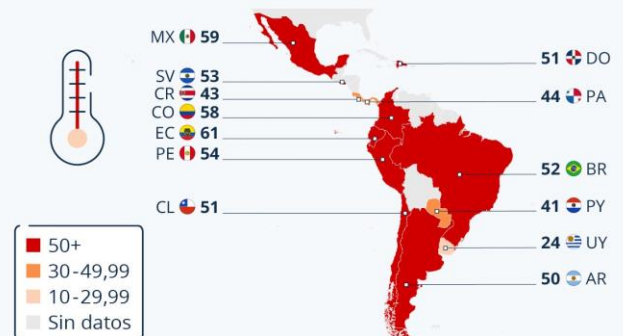 MX 59
SV 53
CR 43
CO 58
EC 61
PE 54
CL 51
51 DO
44 PA
52 BR
41 PY
24 UY
50 AR
50+
30-49,99
10-29,99
Sin datos